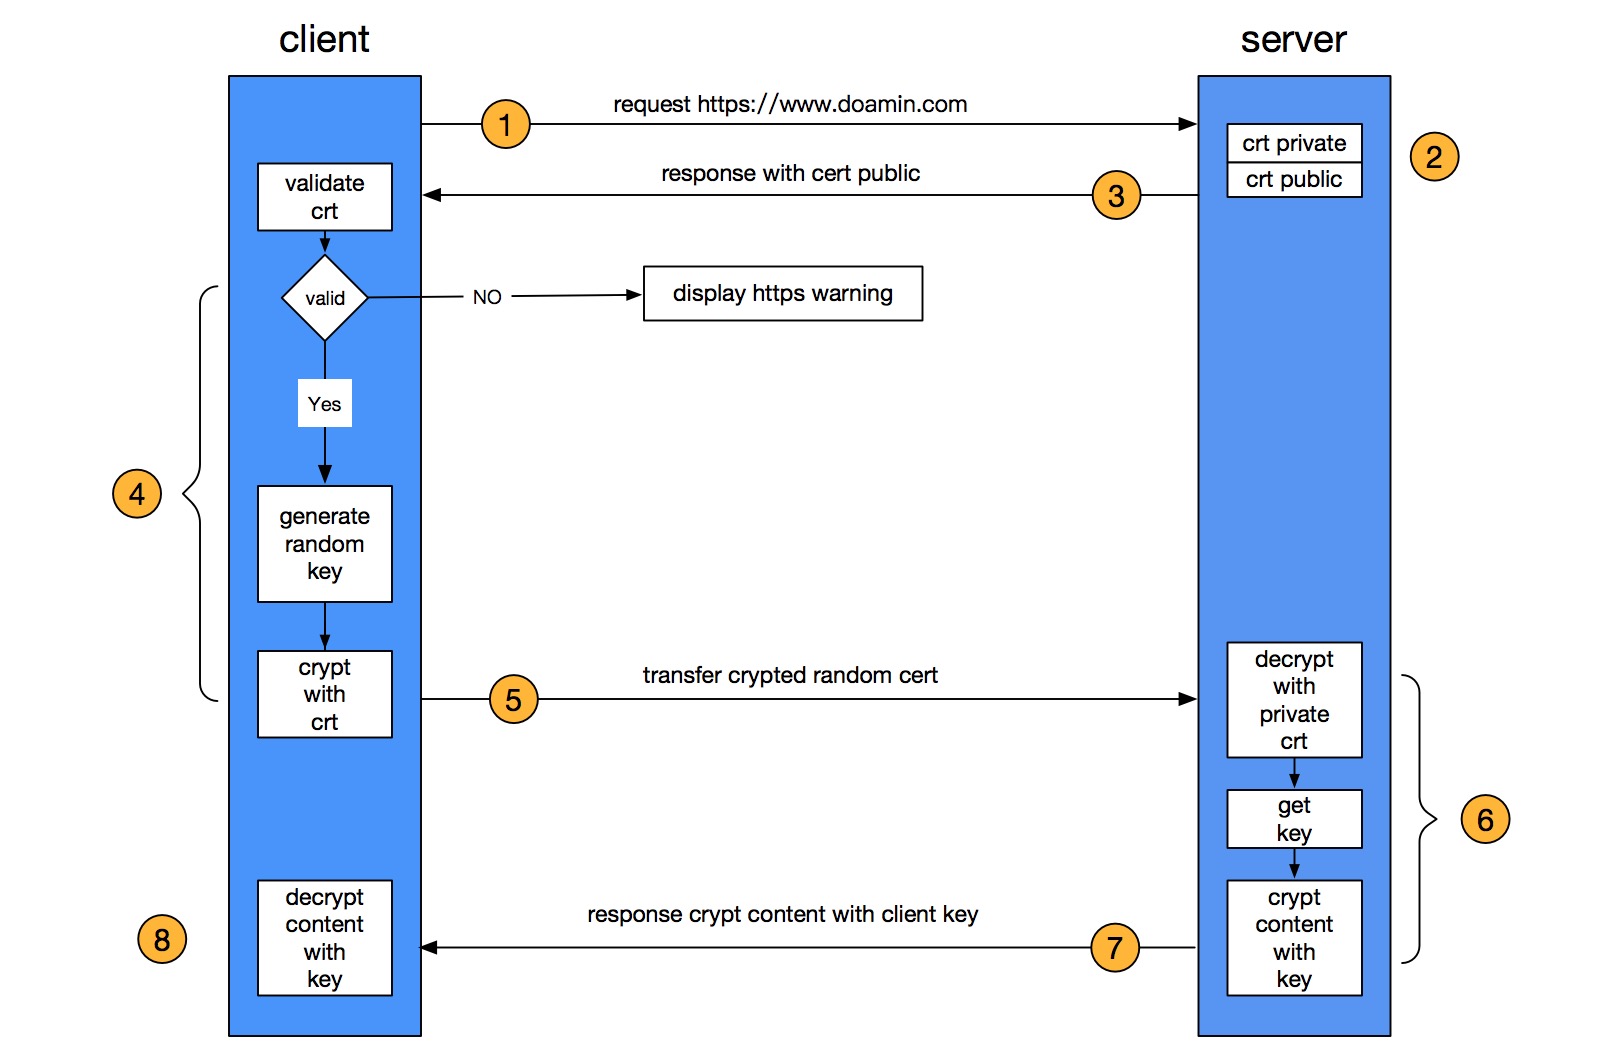 client
server
request https://www.doamin.com
1
crt private
2
response with cert public
validate
crt
3
crt public
valid
NO
display https warning
Yes
4
generate
random
key
crypt
with
crt
transfer crypted random cert
5
decrypt
with
private
crt
get
key
6
decrypt
content
with
key
8
response crypt content with client key
7
crypt
content
with
key